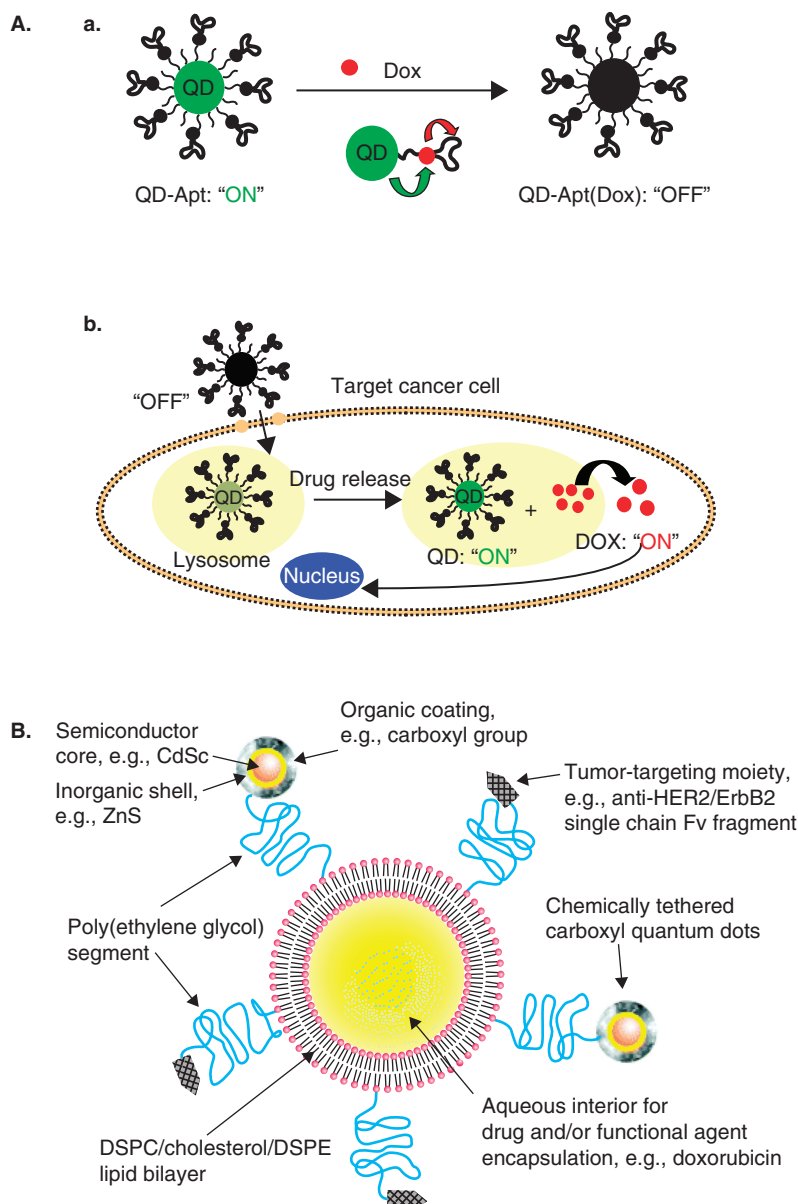 A.
a.
QD
Dox
QD
QD-Apt: “ON”
QD-Apt(Dox): “OFF”
b.
“OFF”
Target cancer cell
QD
Drug release
QD
+
Lysosome
QD: “ON”
DOX: “ON”
Nucleus
B.
Semiconductor
core, e.g., CdSc
Inorganic shell,
e.g., ZnS
Organic coating,
e.g., carboxyl group
Tumor-targeting moiety,
e.g., anti-HER2/ErbB2
single chain Fv fragment
Poly(ethylene glycol)
segment
Chemically tethered
carboxyl quantum dots
DSPC/cholesterol/DSPE
lipid bilayer
Aqueous interior for
drug and/or functional agent
encapsulation, e.g., doxorubicin